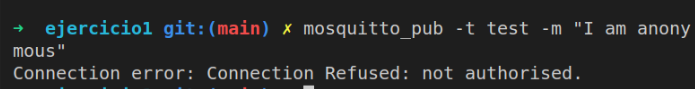 → ejercicio1 git:(main) ✗ mosquitto_pub -t test -m "I am anony
mous"
Connection error: Connection Refused: not authorised.